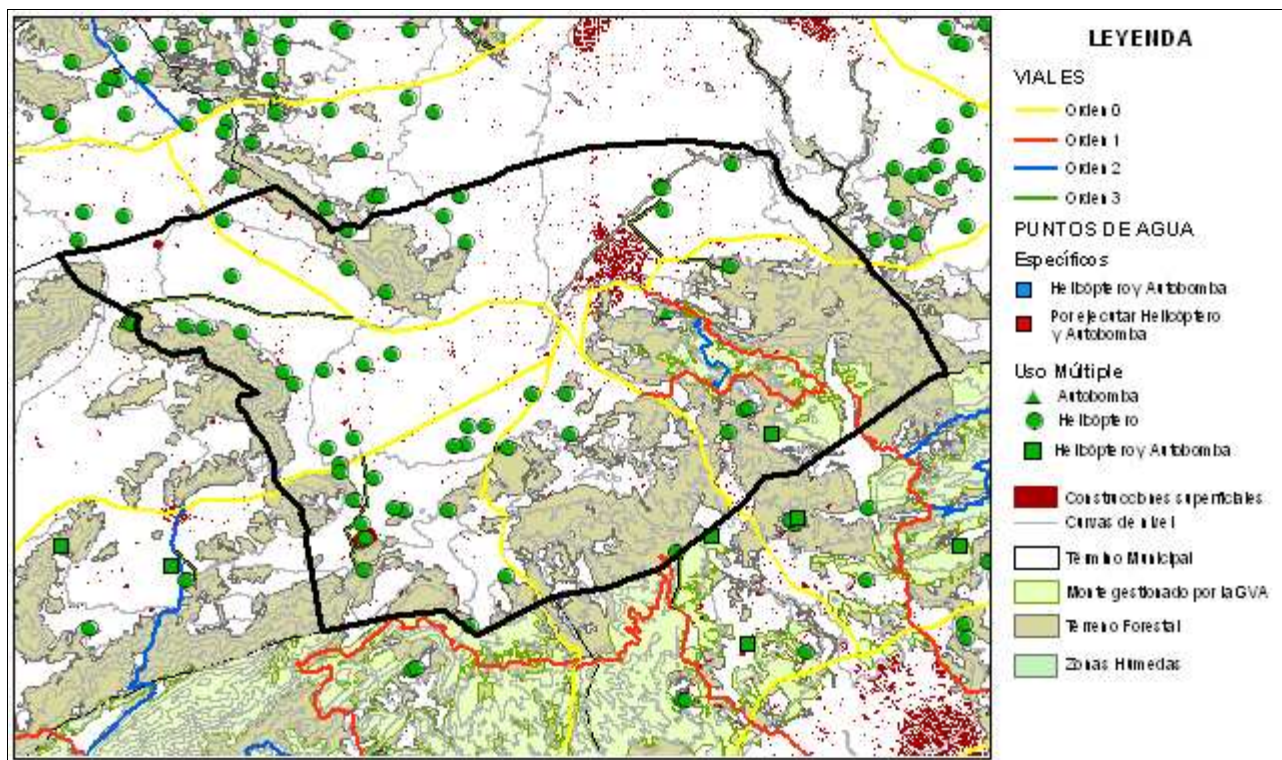 LEYENDA
VIALES
Orden 0
Orden 1
Orden 2
Orden 3
PUNTOS DE AGUA
Específicos
Helicóptero y Autobomba
Por ejecutar Helicóptero
y Autobomba
Uso Múltiple
Autobomba
Helicóptero
Helicóptero y Autobomba
Construcciones superficiales
Curvas de nivel
Término Municipal
Monte gestionado por la GVA
Terreno Forestal
Zonas Húmedas